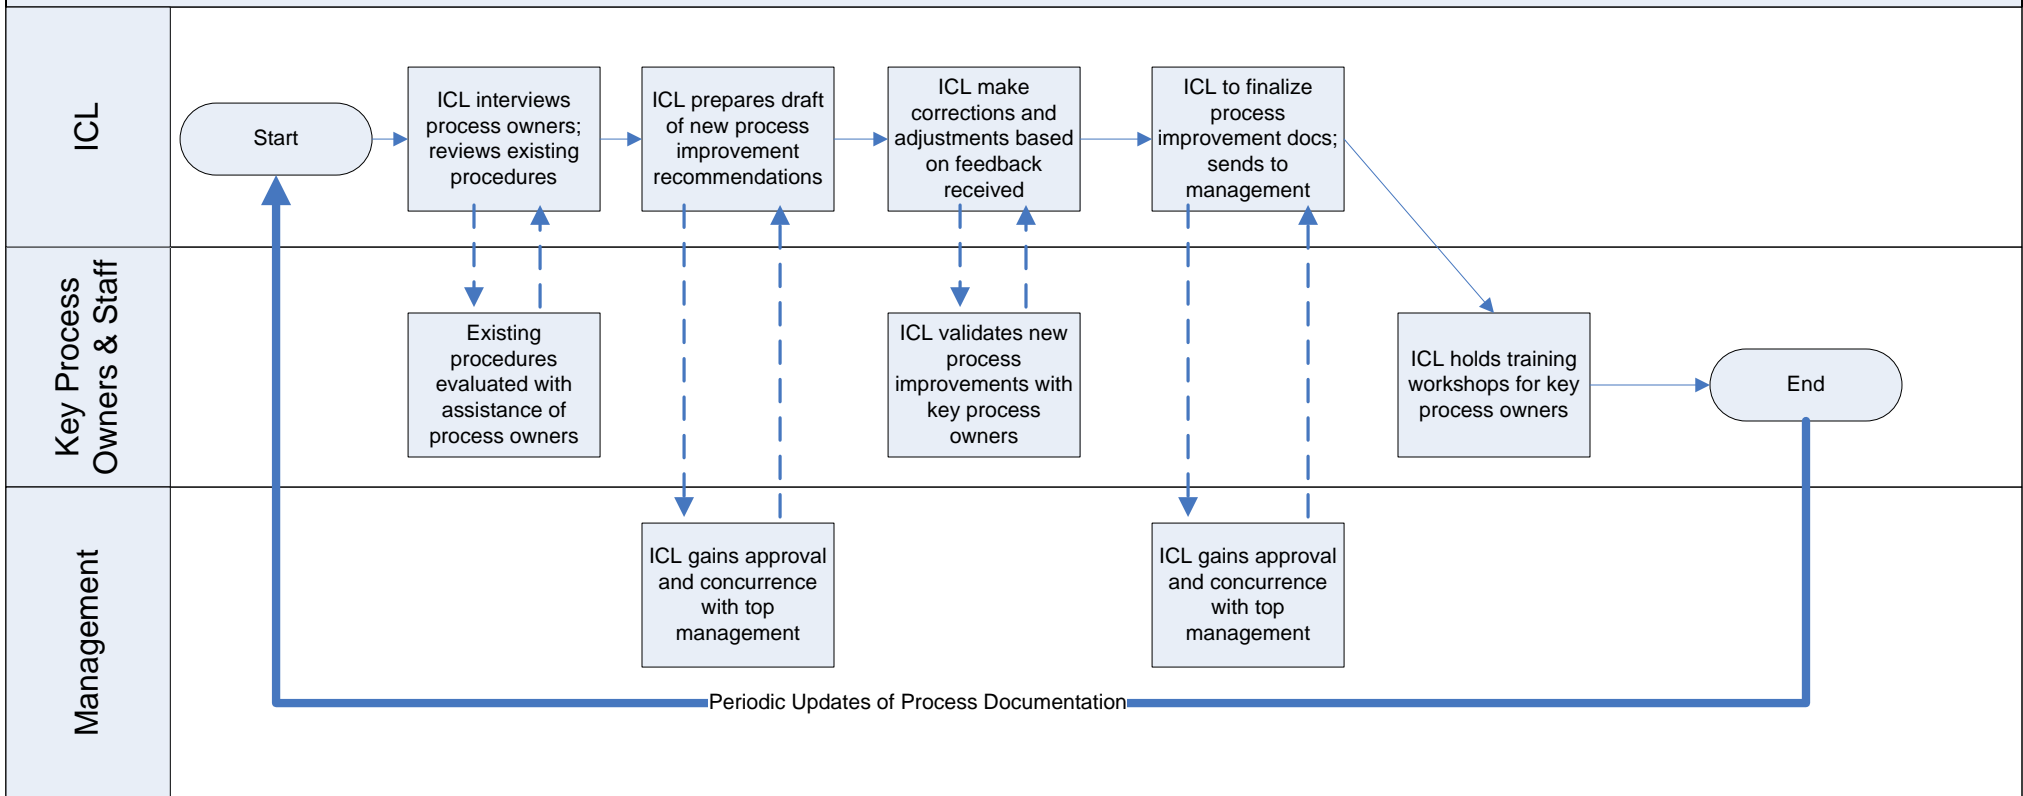 ICL
Start
ICL interviews
process owners;
reviews existing
procedures
ICL prepares draft
of new process
improvement
recommendations
ICL make
corrections and
adjustments based
on feedback
received
ICL to finalize
process
improvement docs;
sends to
management
Key Process
Owners & Staff
Existing
procedures
evaluated with
assistance of
process owners
ICL validates new
process
improvements with
key process
owners
ICL holds training
workshops for key
process owners
End
Management
ICL gains approval
and concurrence
with top
management
ICL gains approval
and concurrence
with top
management
Periodic Updates of Process Documentation